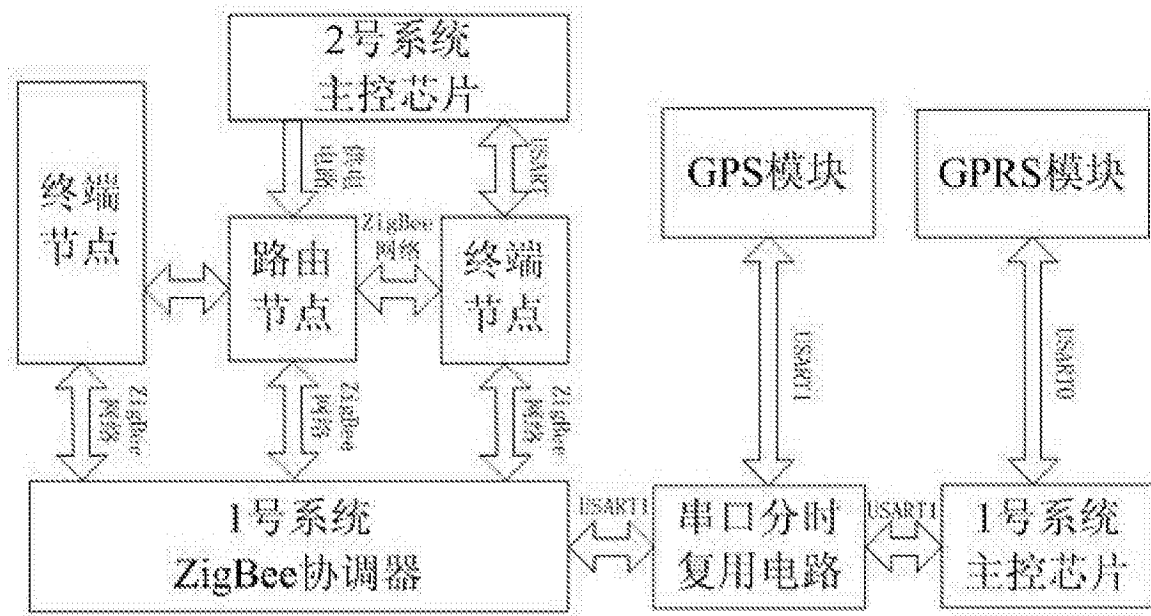 2号系统
主控芯片
终端
节点
供电
电路
USART
GPS模块
GPRS模块
路由
节点
ZigBee
网络
终端
节点
ZigBee
网络
ZigBee
网络
ZigBee
网络
USART1
USART0
1号系统
ZigBee协调器
USART1
串口分时
复用电路
USART1
1号系统
主控芯片